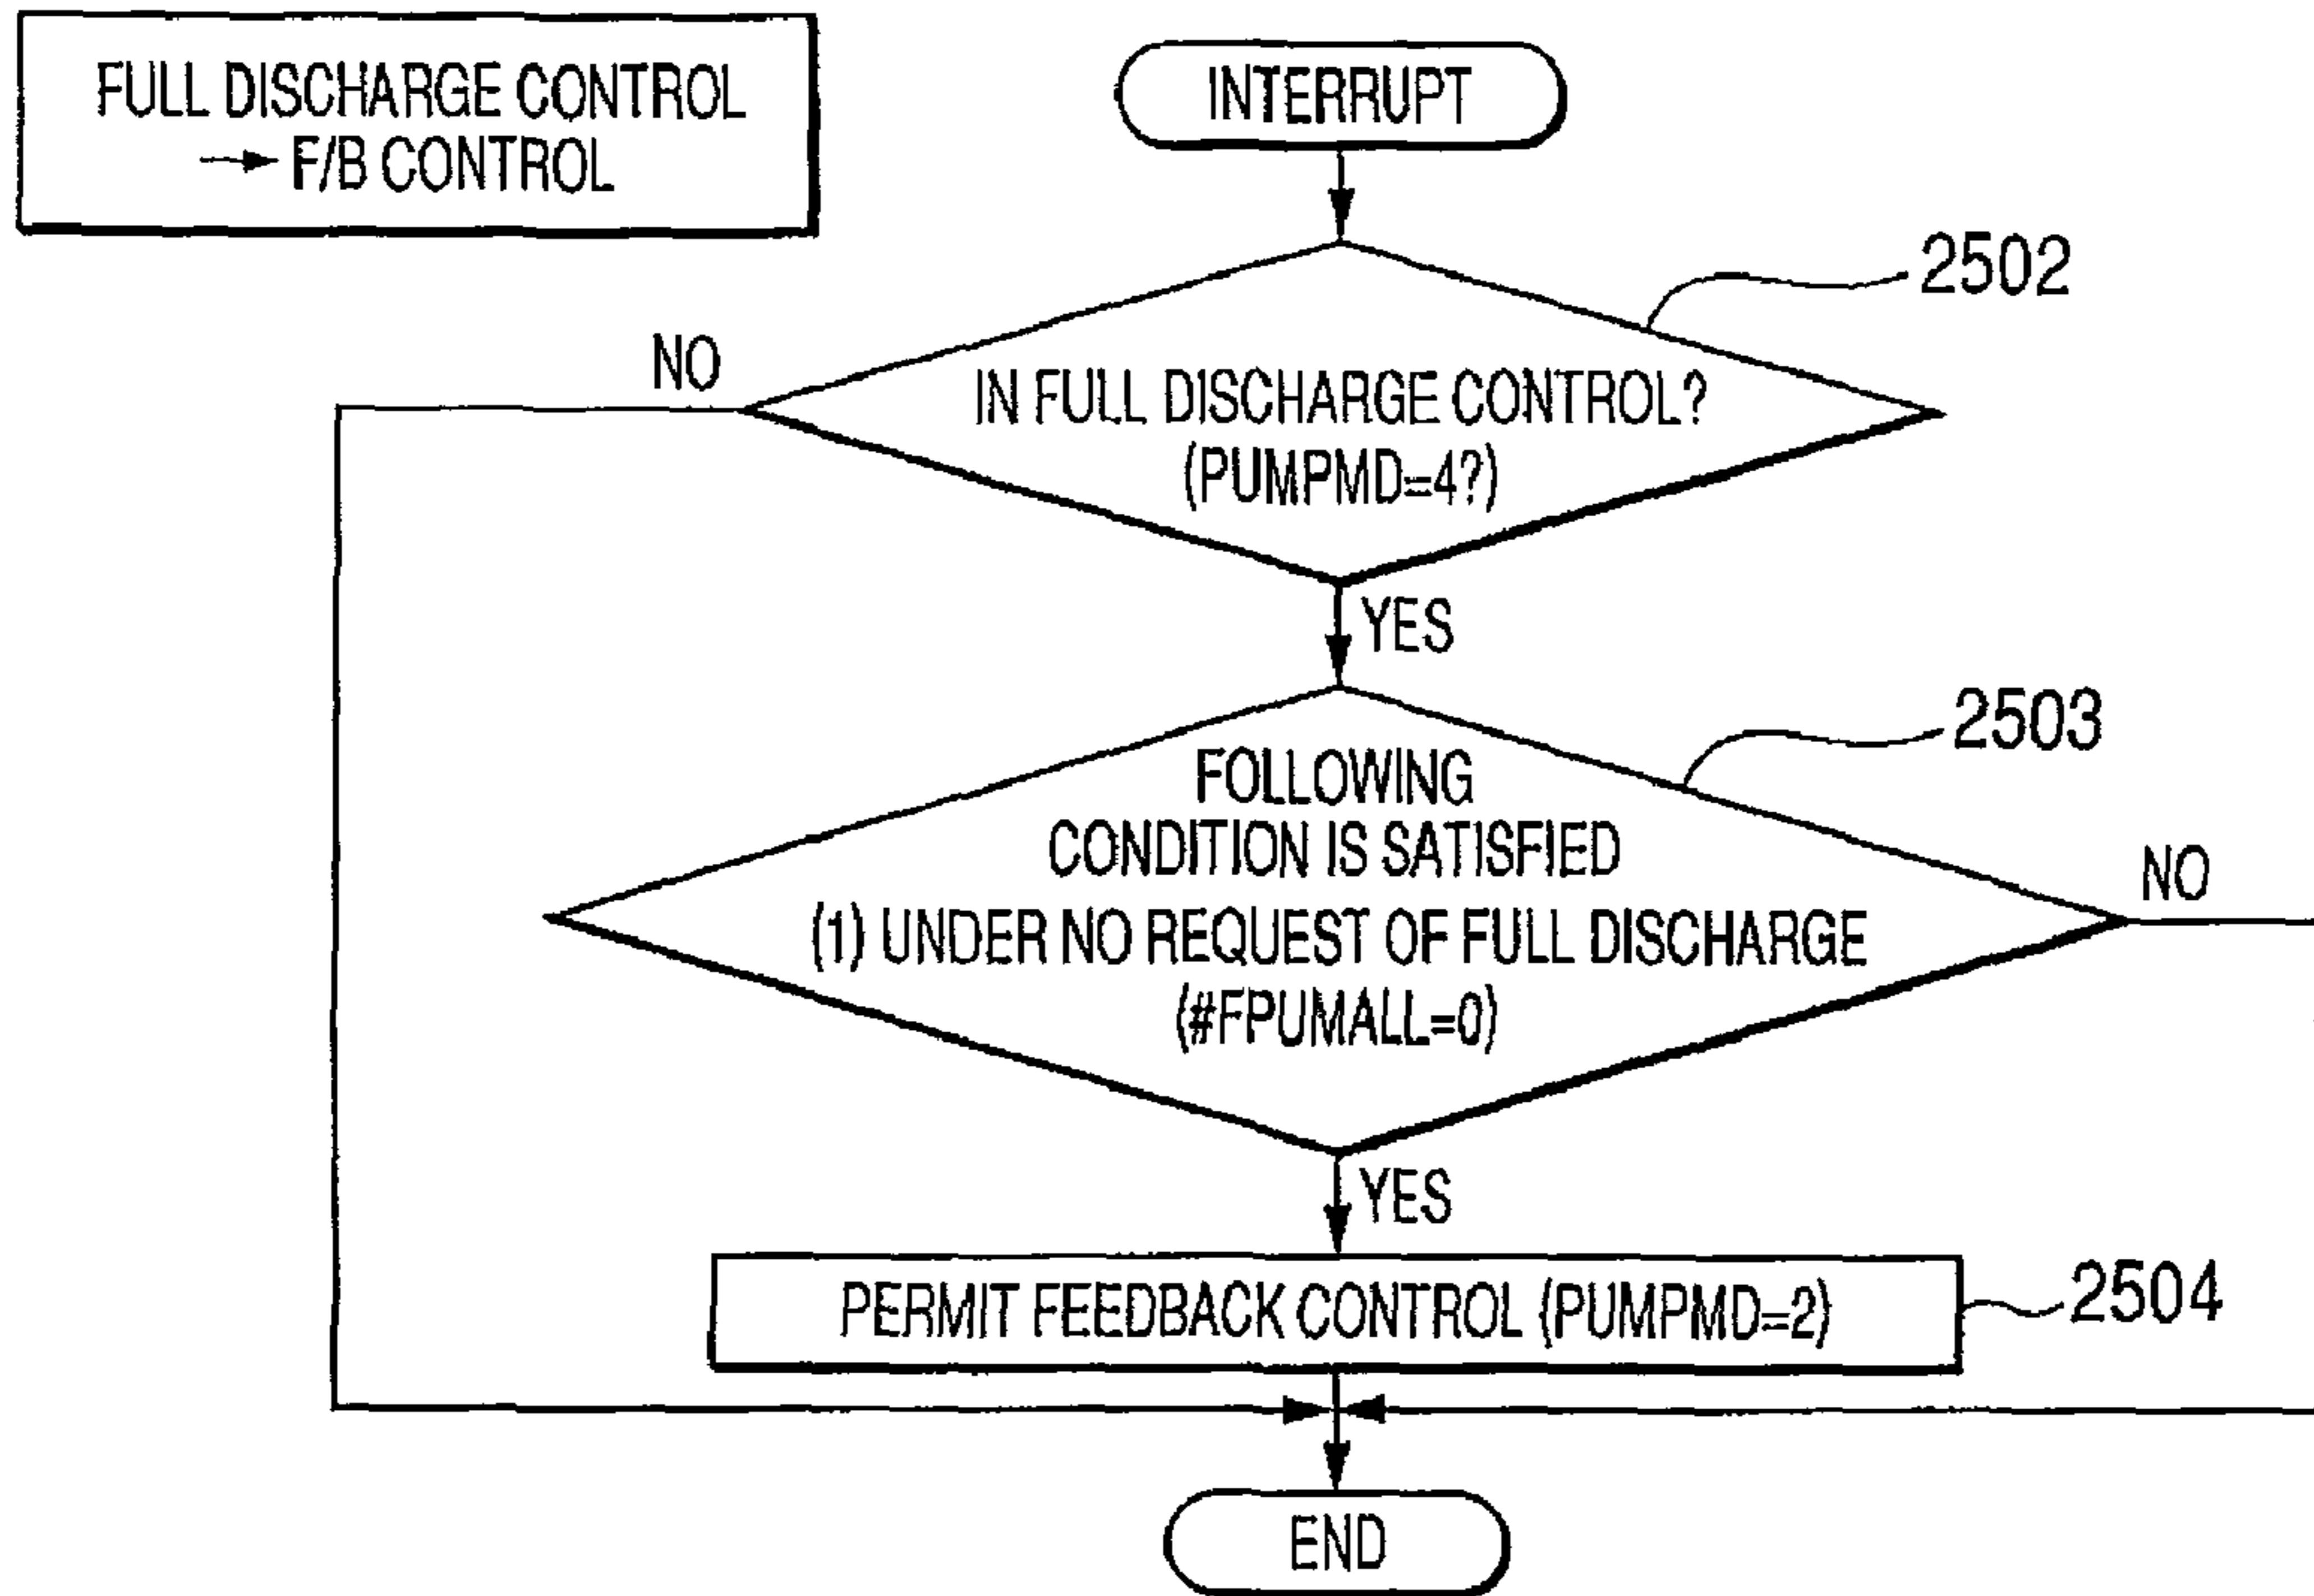 FULL DISCHARGE CONTROL
→ F/B CONTROL
INTERRUPT
2502
NO
IN FULL DISCHARGE CONTROL?
(PUMPMD=4?)
YES
2503
FOLLOWING
CONDITION IS SATISFIED
NO
(1) UNDER NO REQUEST OF FULL DISCHARGE
(#FPUMALL=0)
YES
PERMIT FEEDBACK CONTROL (PUMPMD=2)
2504
END